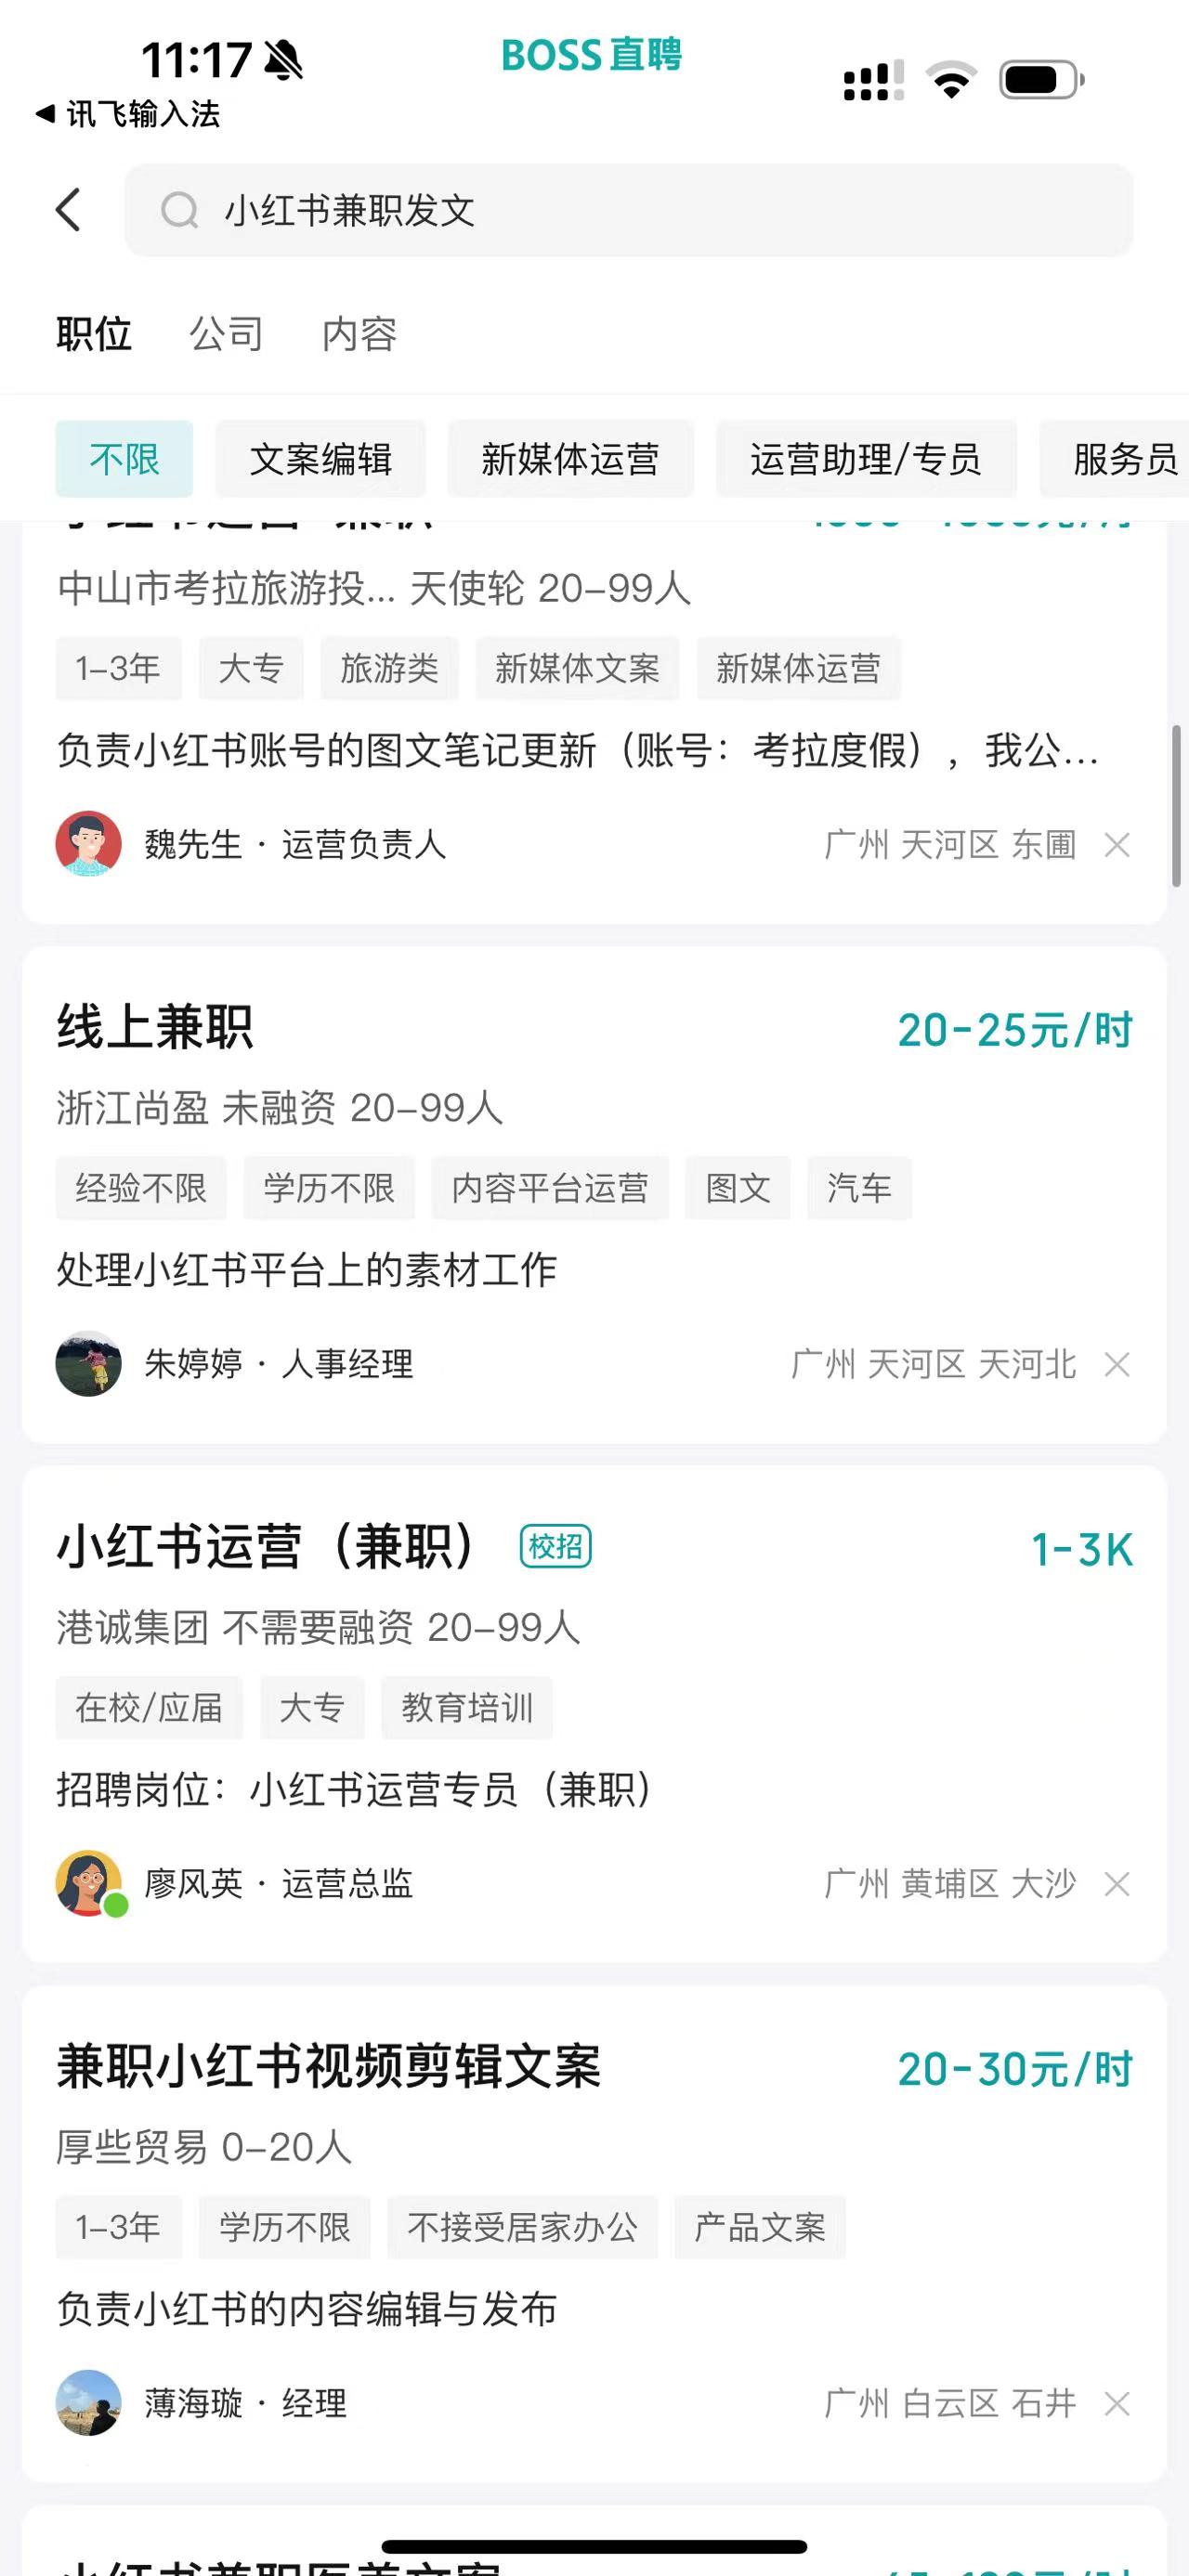 11:17
BOSS直聘
讯飞输入法
小红书兼职发文
职位 公司 内容
不限 文案编辑 新媒体运营 运营助理/专员 服务员
中山市考拉旅游投... 天使轮 20-99人
1-3年 大专 旅游类 新媒体文案 新媒体运营
负责小红书账号的图文笔记更新（账号：考拉度假），我公...
魏先生 · 运营负责人 广州 天河区 东圃
线上兼职 20-25元/时
浙江尚盈 未融资 20-99人
经验不限 学历不限 内容平台运营 图文 汽车
处理小红书平台上的素材工作
朱婷婷 · 人事经理 广州 天河区 天河北
小红书运营（兼职） 校招 1-3K
港诚集团 不需要融资 20-99人
在校/应届 大专 教育培训
招聘岗位：小红书运营专员（兼职）
廖风英 · 运营总监 广州 黄埔区 大沙
兼职小红书视频剪辑文案 20-30元/时
厚些贸易 0-20人
1-3年 学历不限 不接受居家办公 产品文案
负责小红书的内容编辑与发布
薄海璇 · 经理 广州 白云区 石井